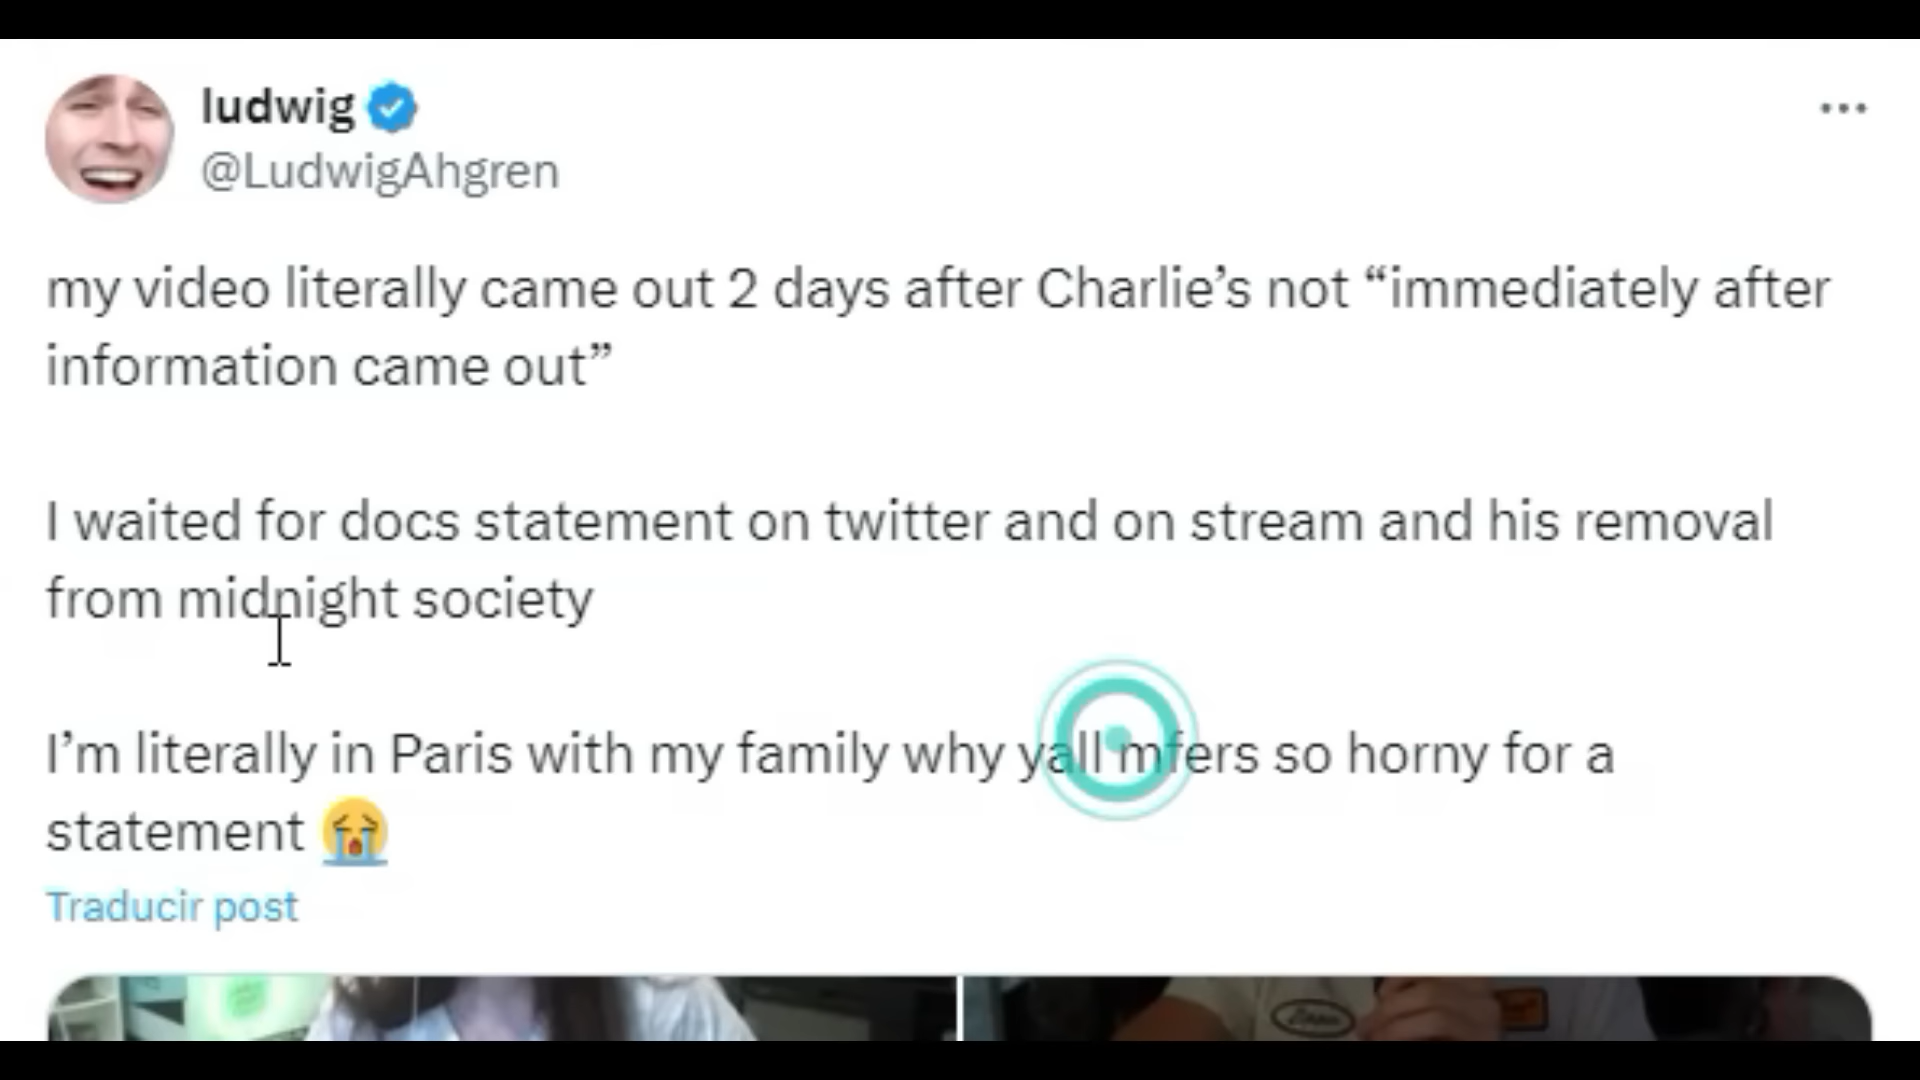 ludwig
@LudwigAhgren
my video literally came out 2 days after Charlie’s not “immediately after
information came out”
I waited for docs statement on twitter and on stream and his removal
from midnight society
I’m literally in Paris with my family why yall mfers so horny for a
statement 😭
Traducir post